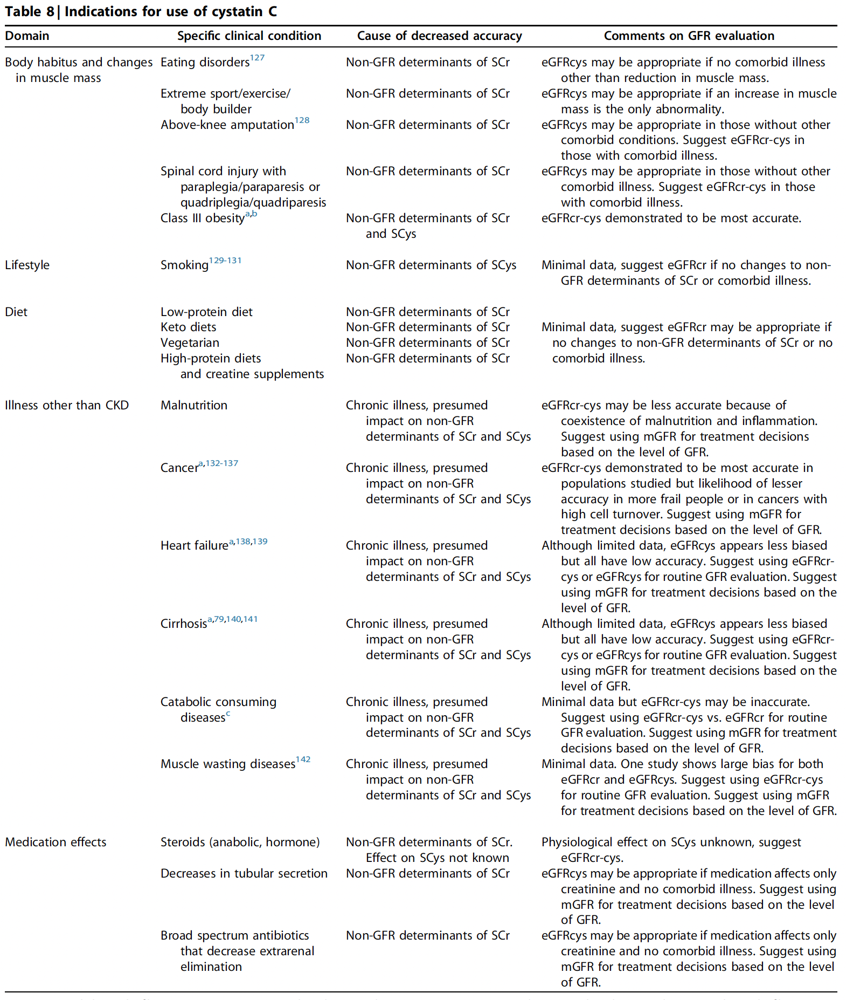 Table 8 | Indications for use of cystatin C
Domain Specific clinical condition Cause of decreased accuracy Comments on GFR evaluation
Body habitus and changes Eating disorders127 Non-GFR determinants of SCr eGFRcys may be appropriate if no comorbid illness
in muscle mass other than reduction in muscle mass.
Extreme sport/exercise/ Non-GFR determinants of SCr eGFRcys may be appropriate if an increase in muscle
body builder mass is the only abnormality.
Above-knee amputation128 Non-GFR determinants of SCr eGFRcys may be appropriate in those without other
comorbid conditions. Suggest eGFRcr-cys in
those with comorbid illness.
Spinal cord injury with Non-GFR determinants of SCr eGFRcys may be appropriate in those without other
paraplegia/paraparesis or comorbid illness. Suggest eGFRcr-cys in those
quadriplegia/quadriparesis with comorbid illness.
Class III obesitya,b Non-GFR determinants of SCr eGFRcr-cys demonstrated to be most accurate.
and SCys
Lifestyle Smoking129-131 Non-GFR determinants of SCys Minimal data, suggest eGFRcr if no changes to non-
GFR determinants of SCr or comorbid illness.
Diet Low-protein diet Non-GFR determinants of SCr
Keto diets Non-GFR determinants of SCr Minimal data, suggest eGFRcr may be appropriate if
Vegetarian Non-GFR determinants of SCr no changes to non-GFR determinants of SCr or no
High-protein diets Non-GFR determinants of SCr comorbid illness.
and creatine supplements
Illness other than CKD Malnutrition Chronic illness, presumed eGFRcr-cys may be less accurate because of
impact on non-GFR coexistence of malnutrition and inflammation.
determinants of SCr and SCys Suggest using mGFR for treatment decisions
based on the level of GFR.
Cancera,132-137 Chronic illness, presumed eGFRcr-cys demonstrated to be most accurate in
impact on non-GFR populations studied but likelihood of lesser
determinants of SCr and SCys accuracy in more frail people or in cancers with
high cell turnover. Suggest using mGFR for
treatment decisions based on the level of GFR.
Heart failurea,138,139 Chronic illness, presumed Although limited data, eGFRcys appears less biased
impact on non-GFR but all have low accuracy. Suggest using eGFRcr-
determinants of SCr and SCys cys or eGFRcys for routine GFR evaluation. Suggest
using mGFR for treatment decisions based on the
level of GFR.
Cirrhosisa,79,140,141 Chronic illness, presumed Although limited data, eGFRcys appears less biased
impact on non-GFR but all have low accuracy. Suggest using eGFRcr-
determinants of SCr and SCys cys or eGFRcys for routine GFR evaluation. Suggest
using mGFR for treatment decisions based on the
level of GFR.
Catabolic consuming Chronic illness, presumed Minimal data but eGFRcr-cys may be inaccurate.
diseasesc impact on non-GFR Suggest using eGFRcr-cys vs. eGFRcr for routine
determinants of SCr and SCys GFR evaluation. Suggest using mGFR for treatment
decisions based on the level of GFR.
Muscle wasting diseases142 Chronic illness, presumed Minimal data. One study shows large bias for both
impact on non-GFR eGFRcr and eGFRcys. Suggest using eGFRcr-cys
determinants of SCr and SCys for routine GFR evaluation. Suggest using mGFR
for treatment decisions based on the level of GFR.
Medication effects Steroids (anabolic, hormone) Non-GFR determinants of SCr. Physiological effect on SCys unknown, suggest
Effect on SCys not known eGFRcr-cys.
Decreases in tubular secretion Non-GFR determinants of SCr eGFRcys may be appropriate if medication affects only
creatinine and no comorbid illness. Suggest using
mGFR for treatment decisions based on the level
of GFR.
Broad spectrum antibiotics Non-GFR determinants of SCr eGFRcys may be appropriate if medication affects only
that decrease extrarenal creatinine and no comorbid illness. Suggest using
elimination mGFR for treatment decisions based on the level
of GFR.